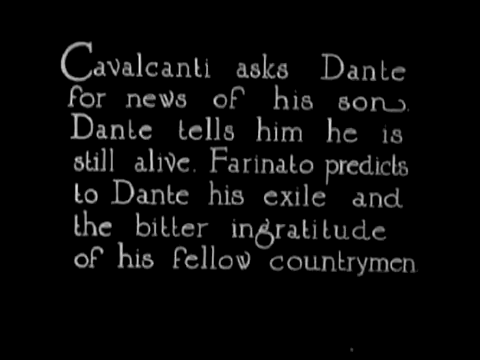 Cavalcanti asks Dante
for news of his son.
Dante tells him he is
still alive. Farinato predicts
to Dante his exile and
the bitter ingratitude
of his fellow countrymen